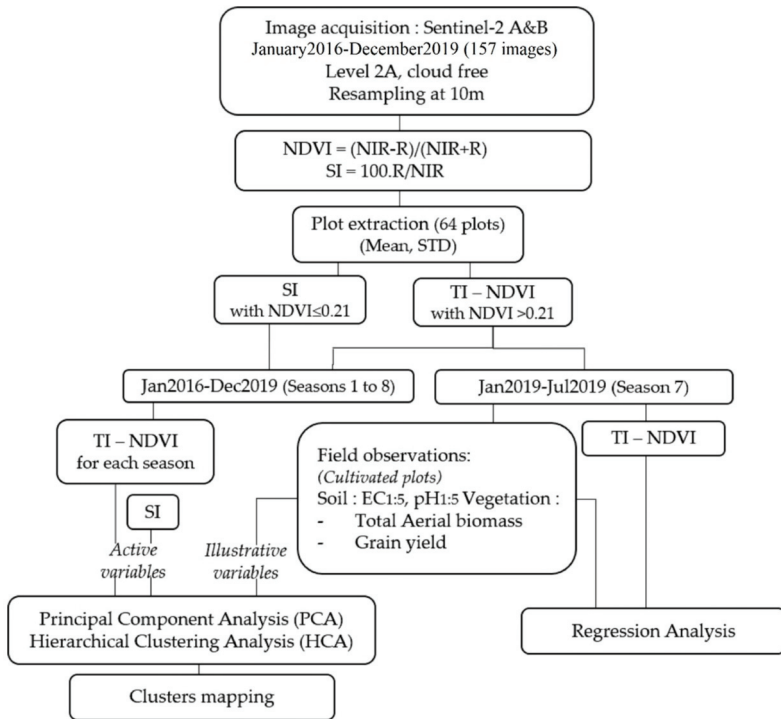 Image acquisition : Sentinel-2 A&B
January2016-December2019 (157 images)
Level 2A, cloud free
Resampling at 10m
NDVI = (NIR-R)/(NIR+R)
SI = 100.R/NIR
Plot extraction (64 plots)
(Mean, STD)
SI
with NDVI≤0.21
TI – NDVI
with NDVI >0.21
Jan2016-Dec2019 (Seasons 1 to 8)
Jan2019-Jul2019 (Season 7)
TI – NDVI
for each season
Field observations:
(Cultivated plots)
Soil : EC1:5, pH1:5 Vegetation :
- Total Aerial biomass
- Grain yield
TI – NDVI
SI
Active
variables
Illustrative
variables
Principal Component Analysis (PCA)
Hierarchical Clustering Analysis (HCA)
Regression Analysis
Clusters mapping